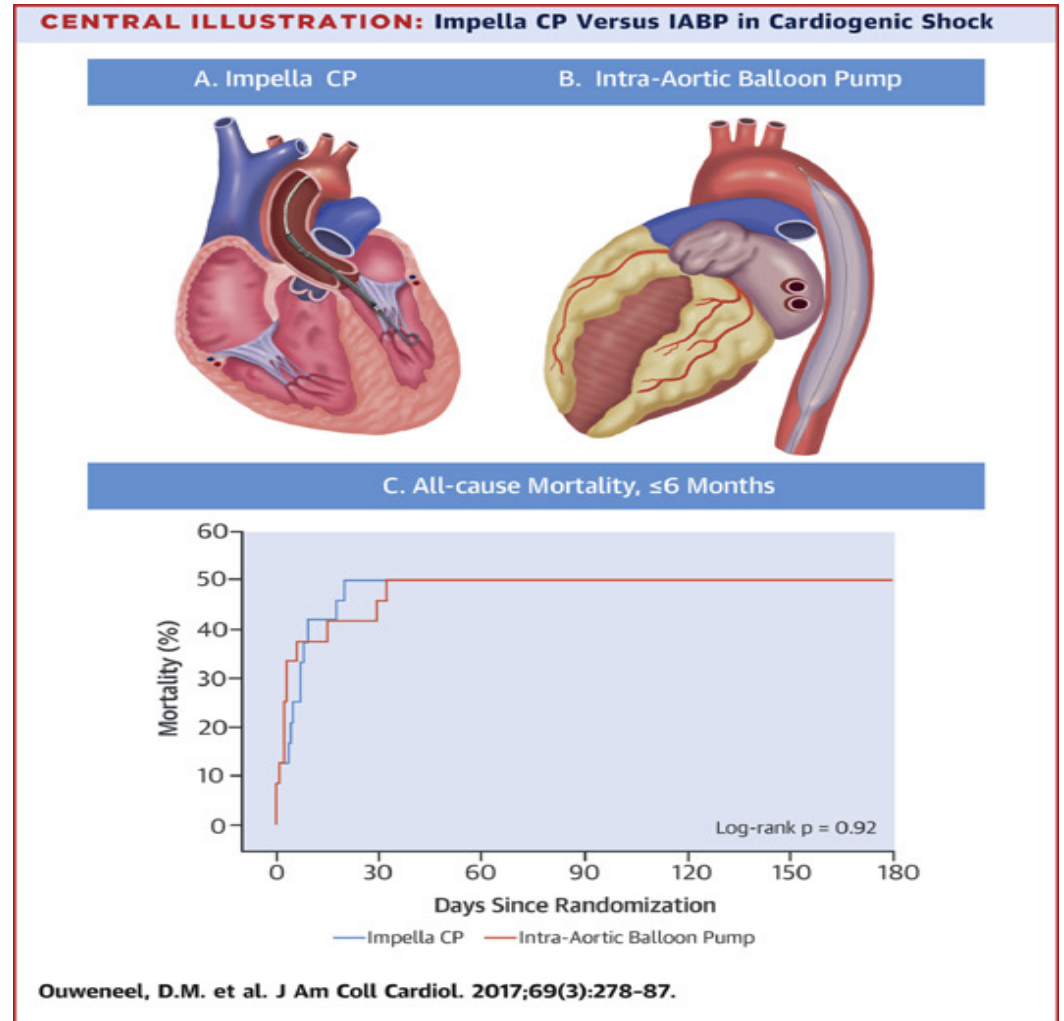 CENTRAL ILLUSTRATION: Impella CP Versus IABP in Cardiogenic Shock
A. Impella CP
B. Intra-Aortic Balloon Pump
C. All-cause Mortality, ≤6 Months
60
50
40
30
20
10
0
Mortality (%)
Log-rank p = 0.92
0 30 60 90 120 150 180
Days Since Randomization
Impella CP Intra-Aortic Balloon Pump
Ouweneel, D.M. et al. J Am Coll Cardiol. 2017;69(3):278–87.